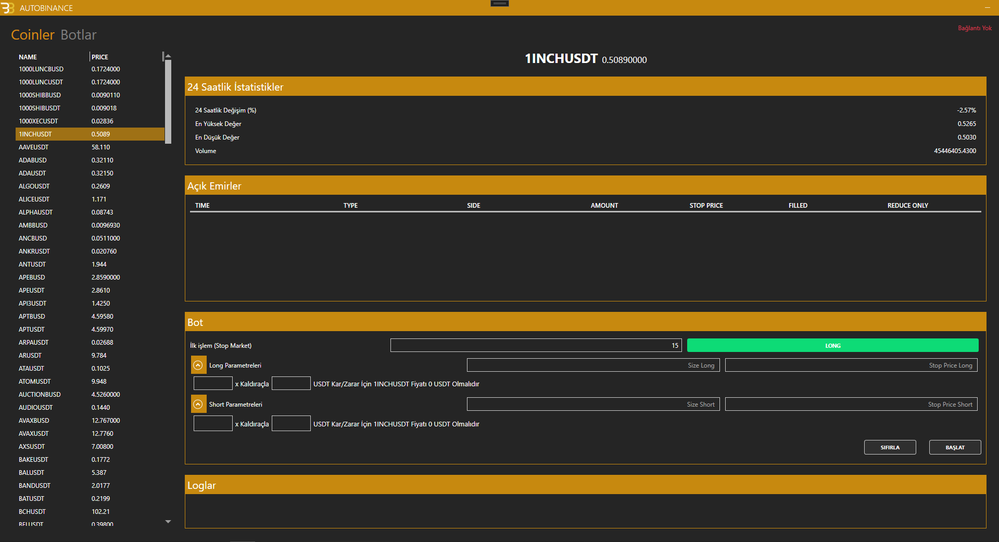 AUTOBINANCE
Coinler Botlar
Bağlantı Yok
NAME PRICE
1000LUNCBUSD 0.1724000
1000LUNCUSDT 0.1724000
1000SHIBBUSD 0.0090110
1000SHIBUSDT 0.009018
1000XECUSDT 0.02836
1INCHUSDT 0.5089
AAVEUSDT 58.110
ADABUSD 0.32110
ADAUSDT 0.32150
ALGOUSDT 0.2609
ALICEUSDT 1.171
ALPHAUSDT 0.08743
AMBBUSD 0.0096930
ANCBUSD 0.0511000
ANKRUSDT 0.020760
ANTUSDT 1.944
APEBUSD 2.8590000
APEUSDT 2.8610
API3USDT 1.4250
APTBUSD 4.59580
APTUSDT 4.59970
ARPAUSDT 0.02688
ARUSDT 9.784
ATAUSDT 0.1025
ATOMUSDT 9.948
AUCTIONBUSD 4.5260000
AUDIOUSDT 0.1440
AVAXBUSD 12.767000
AVAXUSDT 12.7760
AXSUSDT 7.00800
BAKEUSDT 0.1772
BALUSDT 5.387
BANDUSDT 2.0177
BATUSDT 0.2199
BCHUSDT 102.21
BELUSDT 0.39800
1INCHUSDT 0.50890000
24 Saatlik İstatistikler
24 Saatlik Değişim (%) -2.57%
En Yüksek Değer 0.5265
En Düşük Değer 0.5030
Volume 45446405.4300
Açık Emirler
TIME TYPE SIDE AMOUNT STOP PRICE FILLED REDUCE ONLY
Bot
İlk işlem (Stop Market) 15 LONG
Long Parametreleri Size Long Stop Price Long
x Kaldıraçla USDT Kar/Zarar İçin 1INCHUSDT Fiyatı 0 USDT Olmalıdır
Short Parametreleri Size Short Stop Price Short
x Kaldıraçla USDT Kar/Zarar İçin 1INCHUSDT Fiyatı 0 USDT Olmalıdır
SIFIRLA BAŞLAT
Loglar